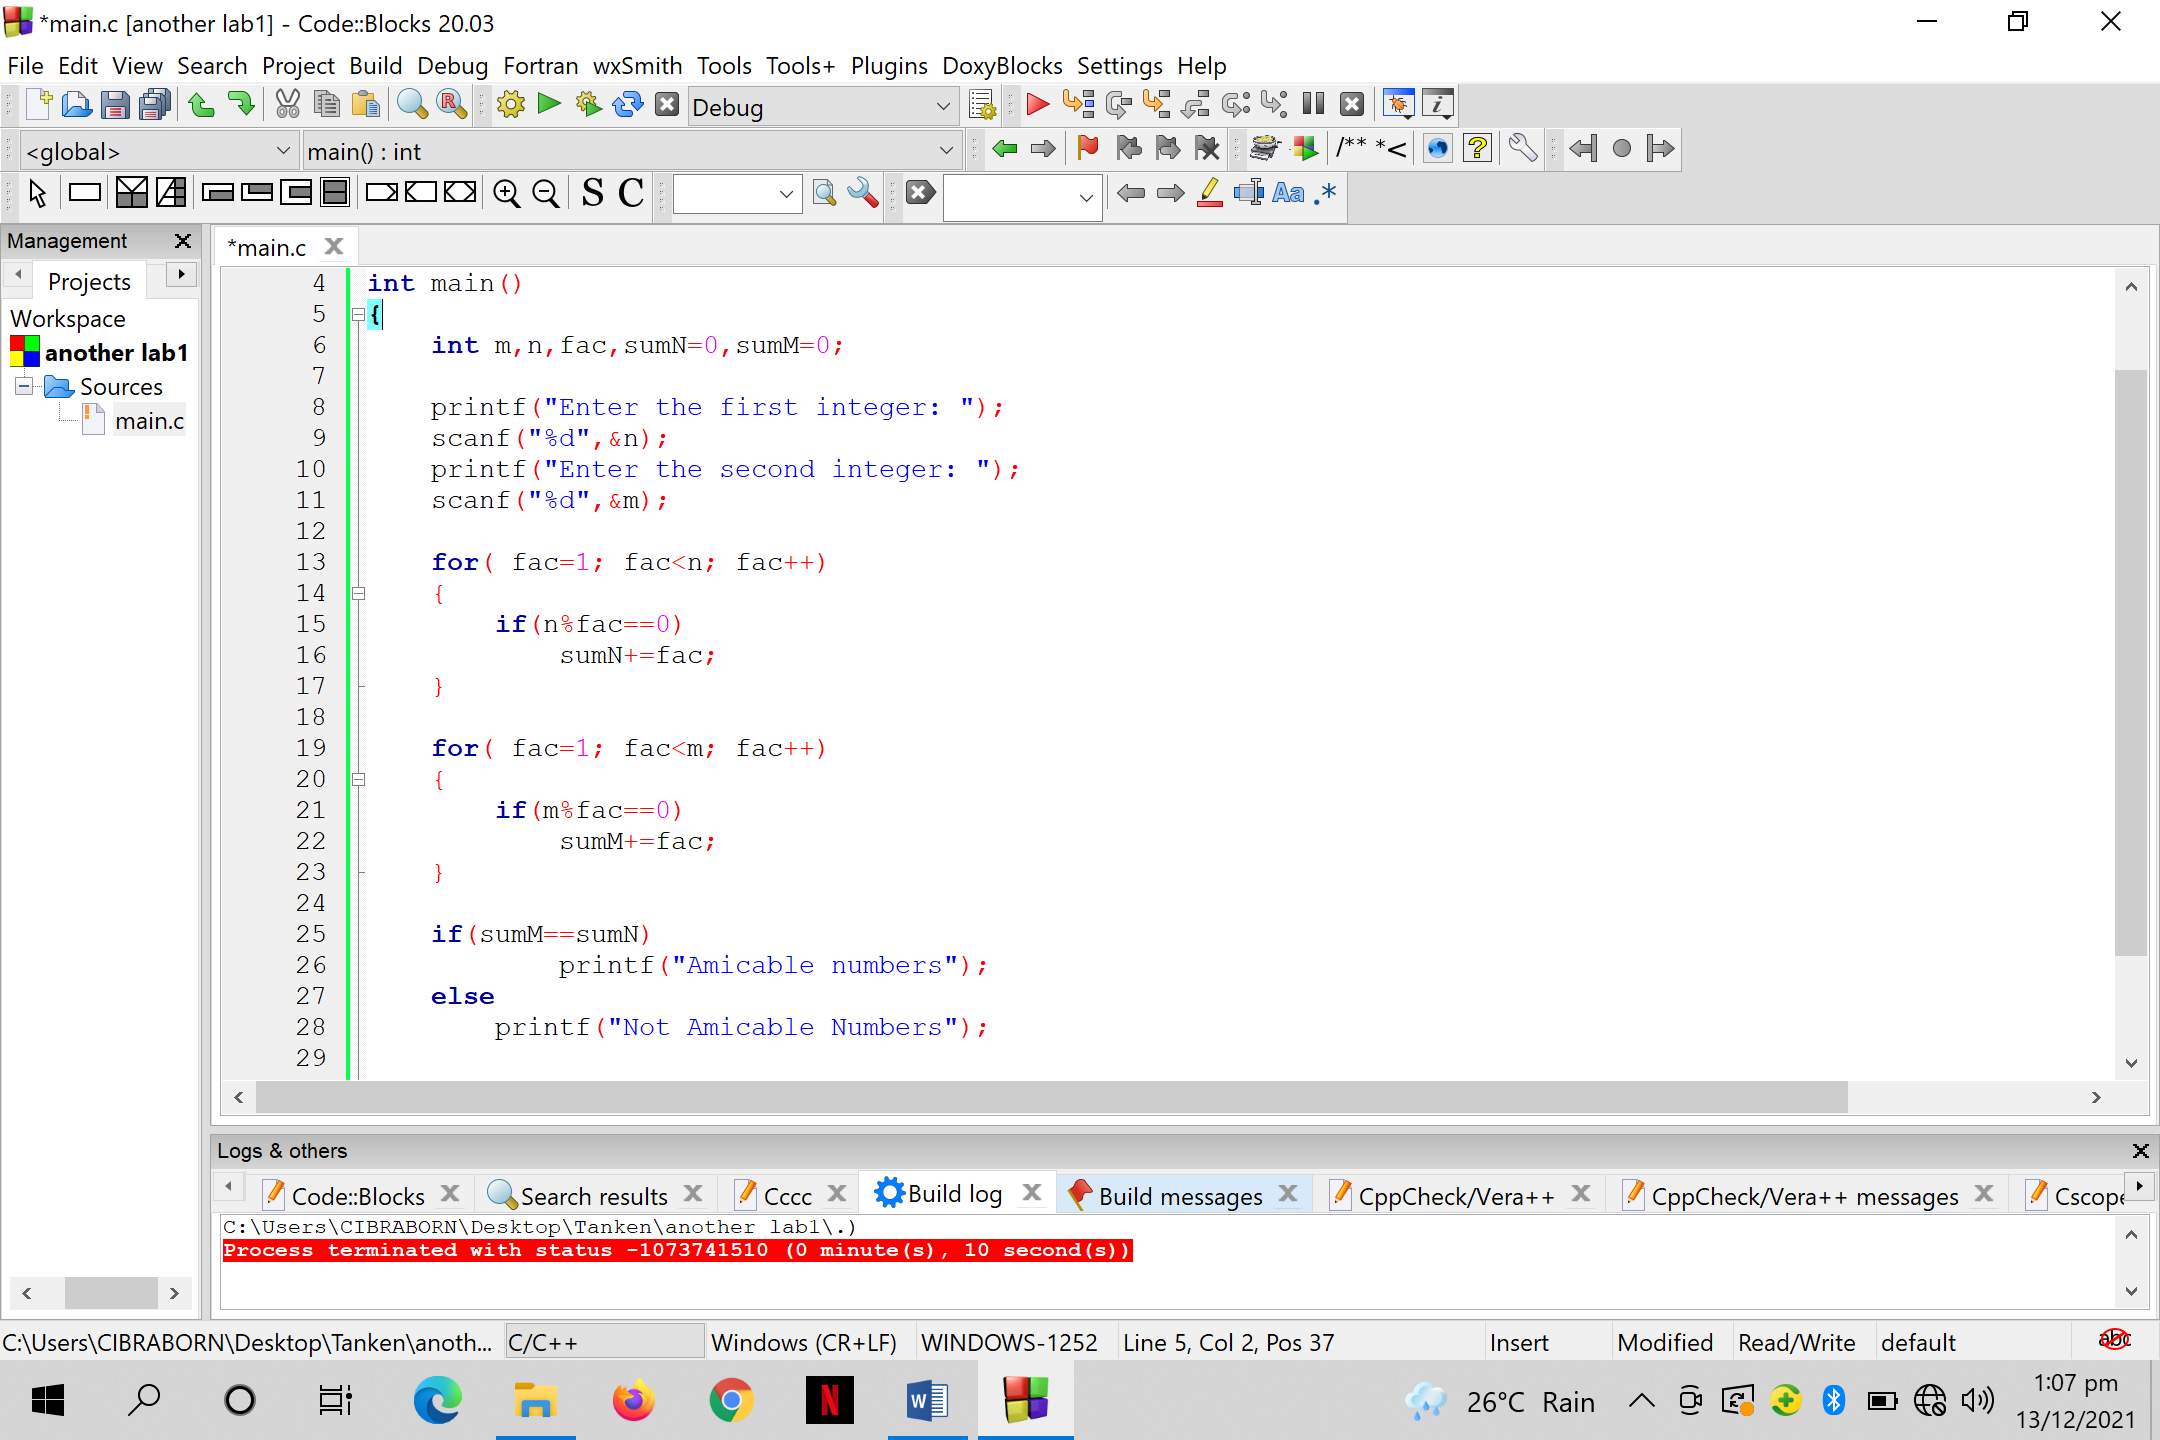 *main.c [another lab1] - Code::Blocks 20.03
File Edit View Search Project Build Debug Fortran wxSmith Tools Tools+ Plugins DoxyBlocks Settings Help
Debug
<global>
main() : int
/** *<
S C
Aa .*
Management
*main.c
Projects
Workspace
another lab1
Sources
main.c
4 int main()
5 {
6 int m,n,fac,sumN=0,sumM=0;
7
8 printf("Enter the first integer: ");
9 scanf("%d",&n);
10 printf("Enter the second integer: ");
11 scanf("%d",&m);
12
13 for( fac=1; fac<n; fac++)
14 {
15 if(n%fac==0)
16 sumN+=fac;
17 }
18
19 for( fac=1; fac<m; fac++)
20 {
21 if(m%fac==0)
22 sumM+=fac;
23 }
24
25 if(sumM==sumN)
26 printf("Amicable numbers");
27 else
28 printf("Not Amicable Numbers");
29
Logs & others
Code::Blocks Search results Cccc Build log Build messages CppCheck/Vera++ CppCheck/Vera++ messages Cscope
C:\Users\CIBRABORN\Desktop\Tanken\another lab1\.)
Process terminated with status -1073741510 (0 minute(s), 10 second(s))
C:\Users\CIBRABORN\Desktop\Tanken\anoth... C/C++ Windows (CR+LF) WINDOWS-1252 Line 5, Col 2, Pos 37 Insert Modified Read/Write default abc
26°C Rain
1:07 pm
13/12/2021